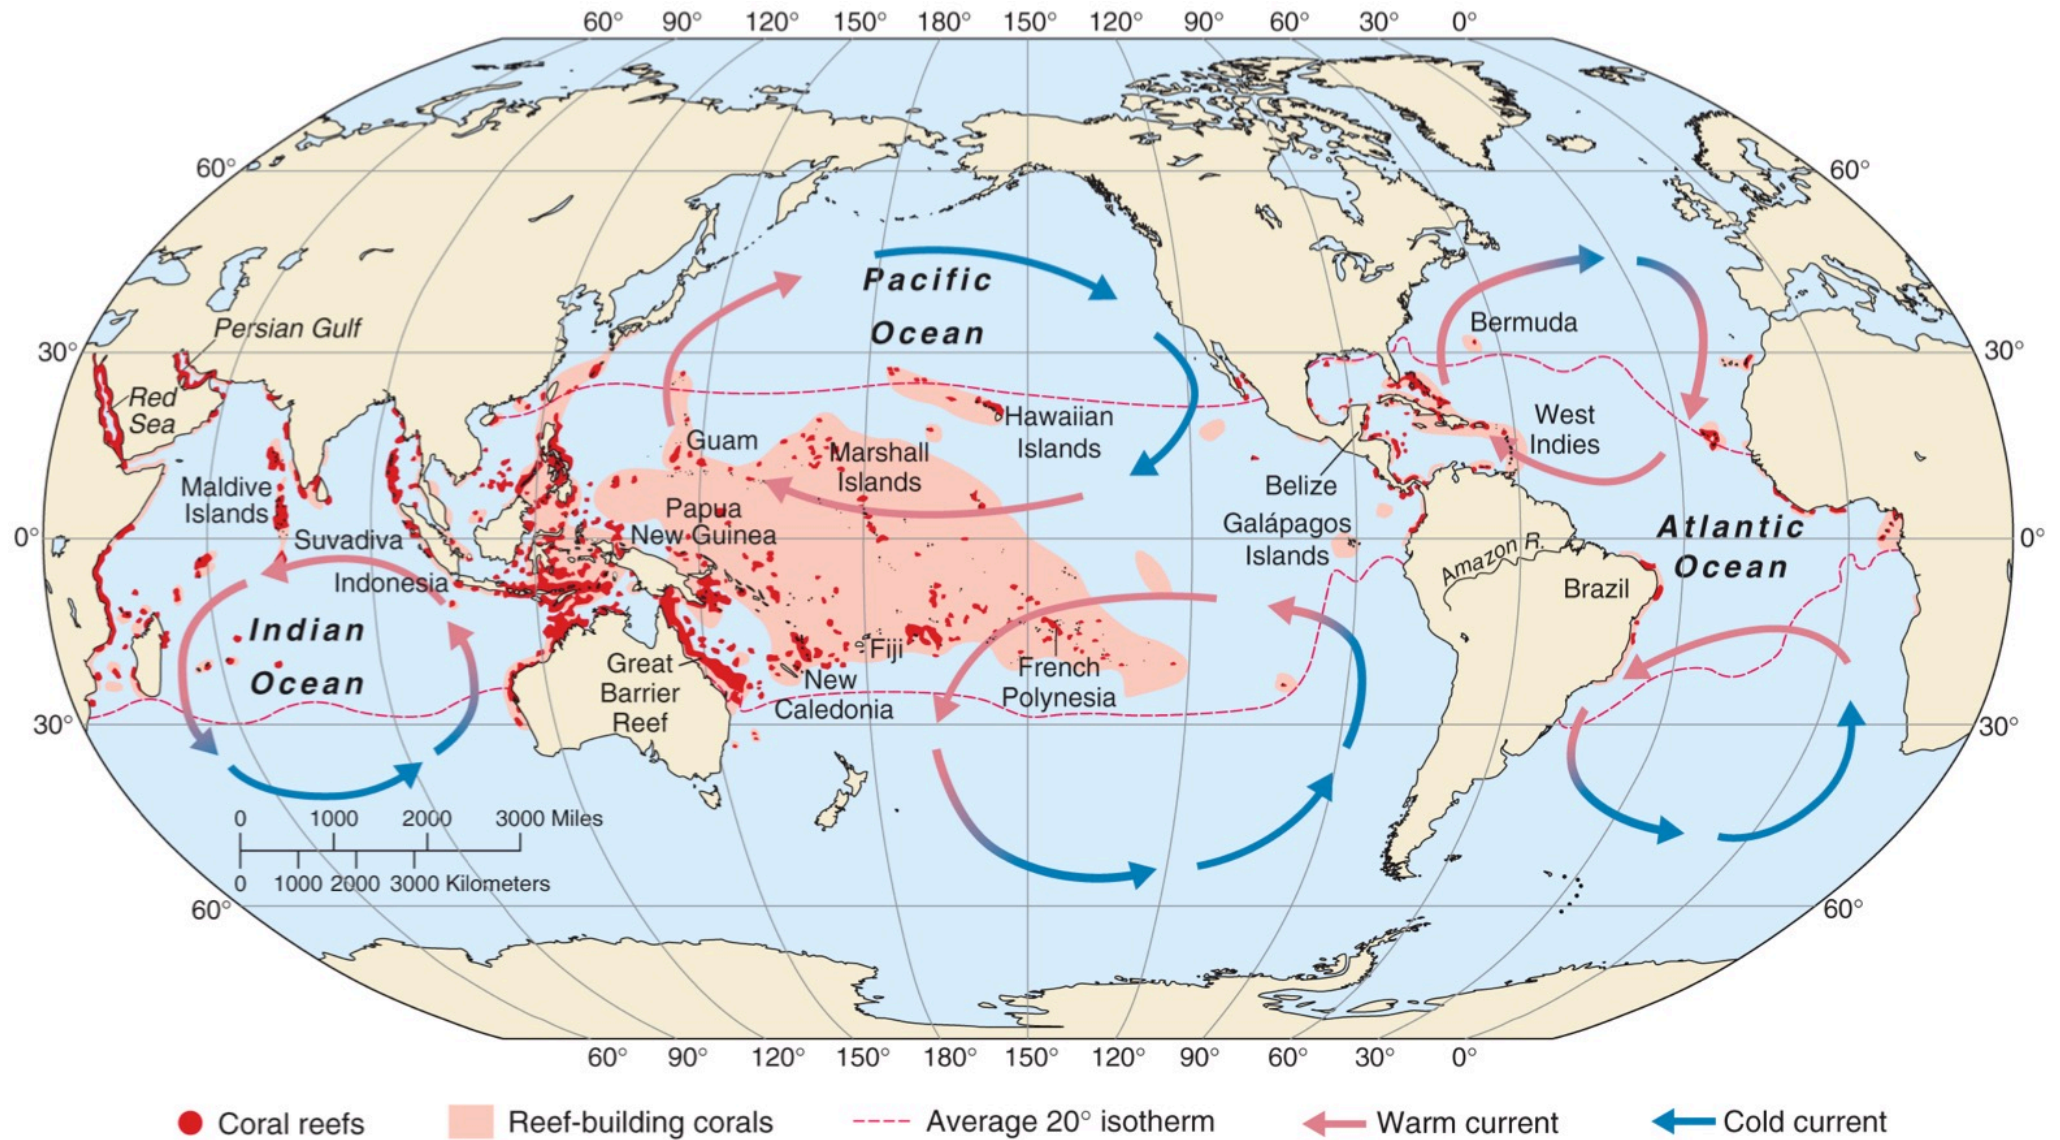 60° 90° 120° 150° 180° 150° 120° 90° 60° 30° 0°
60° 60°
Pacific
Ocean
Bermuda
Persian Gulf
30° 30°
Red
Sea
Hawaiian
Islands
West
Indies
Guam
Marshall
Islands
Belize
Maldive
Islands
Papua
New Guinea
Galápagos
Islands
Atlantic
Ocean
0° 0°
Suvadiva
Amazon R.
Indonesia
Brazil
Indian
Ocean
Great
Barrier
Reef
Fiji
New
Caledonia
French
Polynesia
30° 30°
0 1000 2000 3000 Miles
0 1000 2000 3000 Kilometers
60° 60°
60° 90° 120° 150° 180° 150° 120° 90° 60° 30° 0°
Coral reefs Reef-building corals Average 20° isotherm Warm current Cold current